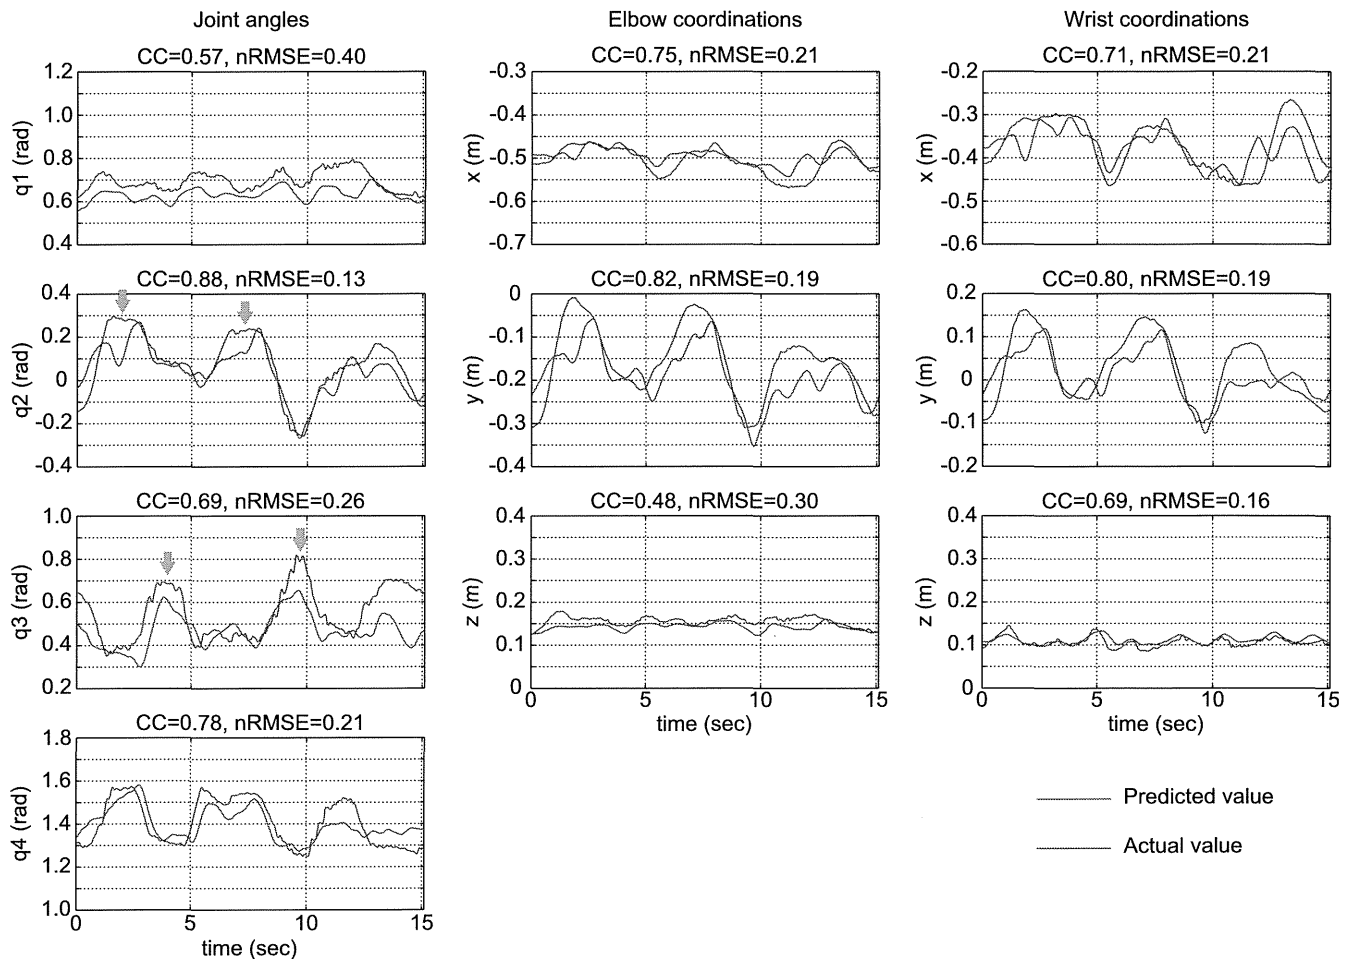 Joint angles
Elbow coordinations
Wrist coordinations
CC=0.57, nRMSE=0.40
CC=0.75, nRMSE=0.21
CC=0.71, nRMSE=0.21
1.2
1.0
0.8
0.6
0.4
q1 (rad)
-0.3
-0.4
-0.5
-0.6
-0.7
x (m)
-0.2
-0.3
-0.4
-0.5
-0.6
x (m)
CC=0.88, nRMSE=0.13
CC=0.82, nRMSE=0.19
CC=0.80, nRMSE=0.19
0.4
0.2
0
-0.2
-0.4
q2 (rad)
0
-0.1
-0.2
-0.3
-0.4
y (m)
0.2
0.1
0
-0.1
-0.2
y (m)
CC=0.69, nRMSE=0.26
CC=0.48, nRMSE=0.30
CC=0.69, nRMSE=0.16
1.0
0.8
0.6
0.4
0.2
q3 (rad)
0.4
0.3
0.2
0.1
0
z (m)
0 5 10 15
time (sec)
0.4
0.3
0.2
0.1
0
z (m)
0 5 10 15
time (sec)
CC=0.78, nRMSE=0.21
1.8
1.6
1.4
1.2
1.0
q4 (rad)
0 5 10 15
time (sec)
Predicted value
Actual value